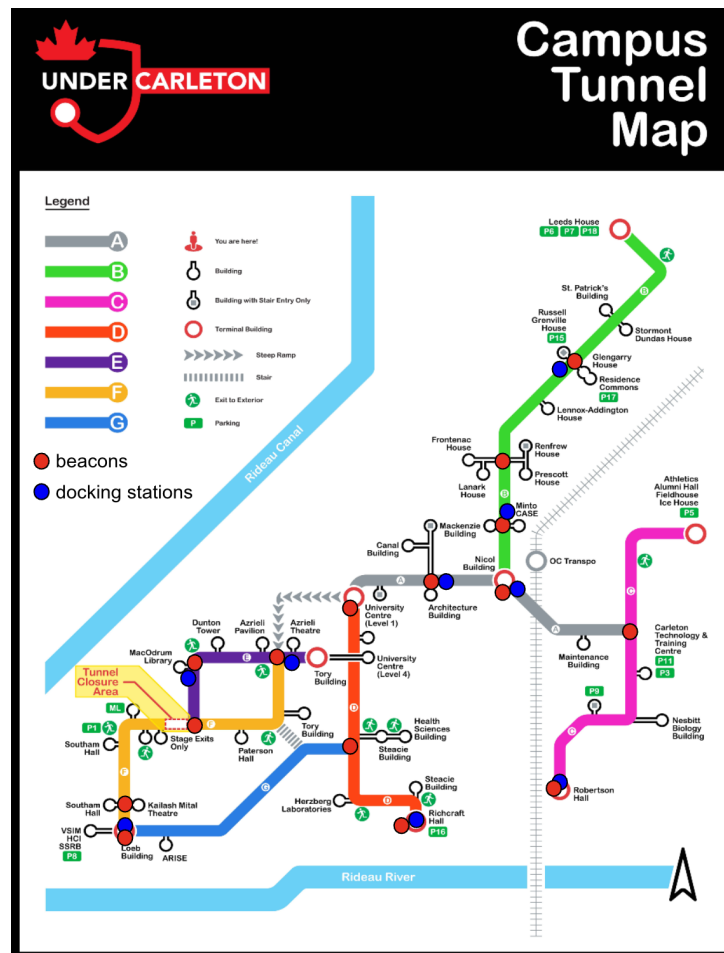 UNDER CARLETON
Campus
Tunnel
Map
Legend
A
B
C
D
E
F
G
You are here!
Building
Building with Stair Entry Only
Terminal Building
Steep Ramp
Stair
Exit to Exterior
P
Parking
beacons
docking stations
Rideau Canal
Leeds House
P6 P7 P18
B
St. Patrick's
Building
Stormont
Dundas House
Russell
Grenville
House
P15
Glengarry
House
Residence
Commons
P17
Lennox-Addington
House
Frontenac
House
Renfrew
House
Lanark
House
Prescott
House
B
Minto
CASE
Mackenzie
Building
Canal
Building
Nicol
Building
OC Transpo
Athletics
Alumni Hall
Fieldhouse
Ice House
P5
C
A
Architecture
Building
University
Centre
(Level 1)
A
Maintenance
Building
Carleton
Technology &
Training
Centre
P11
P3
Dunton
Tower
Azrieli
Pavilion
Azrieli
Theatre
MacOdrum
Library
E
Tory
Building
University
Centre
(Level 4)
Tunnel
Closure
Area
ML
P1
Stage Exits
Only
F
Southam
Hall
Paterson
Hall
Tory
Building
D
Health
Sciences
Building
Steacie
Building
P9
C
Nesbitt
Biology
Building
F
G
Southam
Hall
Kailash Mital
Theatre
Herzberg
Laboratories
D
Steacie
Building
Richcraft
Hall
P16
Robertson
Hall
VSIM
HCI
SSRB
P8
Loeb
Building
ARISE
Rideau River